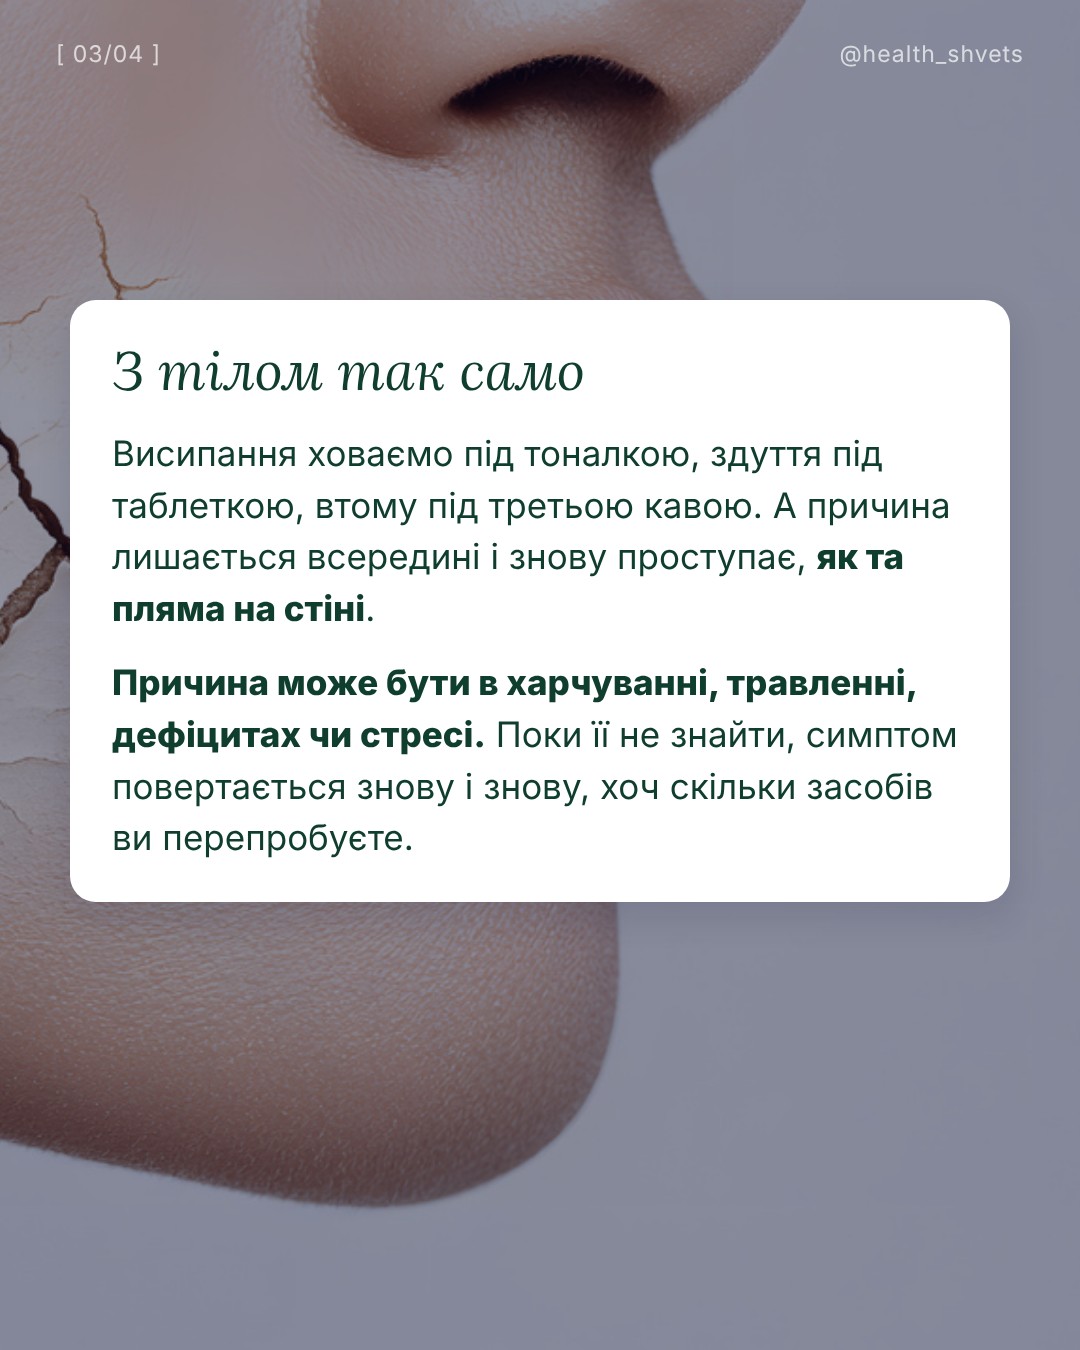 [ 03/04 ]
@health_shvets
З тілом так само
Висипання ховаємо під тоналкою, здуття під
таблеткою, втому під третьою кавою. А причина
лишається всередині і знову проступає, як та
пляма на стіні.
Причина може бути в харчуванні, травленні,
дефіцитах чи стресі. Поки її не знайти, симптом
повертається знову і знову, хоч скільки засобів
ви перепробуєте.